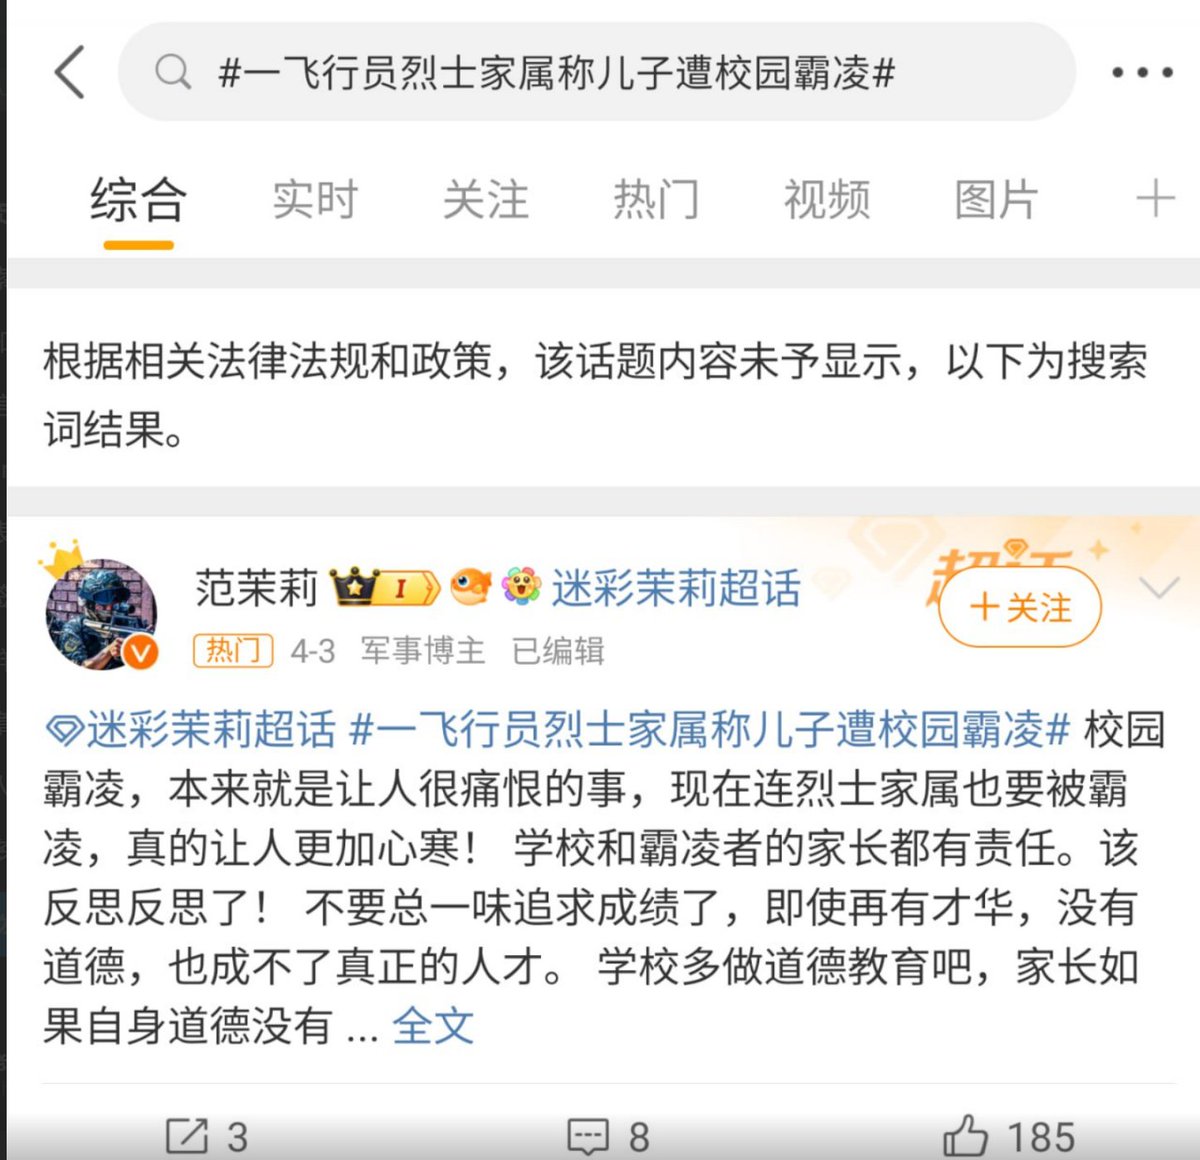 #一飞行员烈士家属称儿子遭校园霸凌#
综合 实时 关注 热门 视频 图片
根据相关法律法规和政策，该话题内容未予显示，以下为搜索
词结果。
范茉莉 I 迷彩茉莉超话
超话
+关注
热门 4-3 军事博主 已编辑
迷彩茉莉超话 #一飞行员烈士家属称儿子遭校园霸凌# 校园
霸凌，本来就是让人很痛恨的事，现在连烈士家属也要被霸
凌，真的让人更加心寒！ 学校和霸凌者的家长都有责任。该
反思反思了！ 不要总一味追求成绩了，即使再有才华，没有
道德，也成不了真正的人才。 学校多做道德教育吧，家长如
果自身道德没有 ... 全文
3 8 185